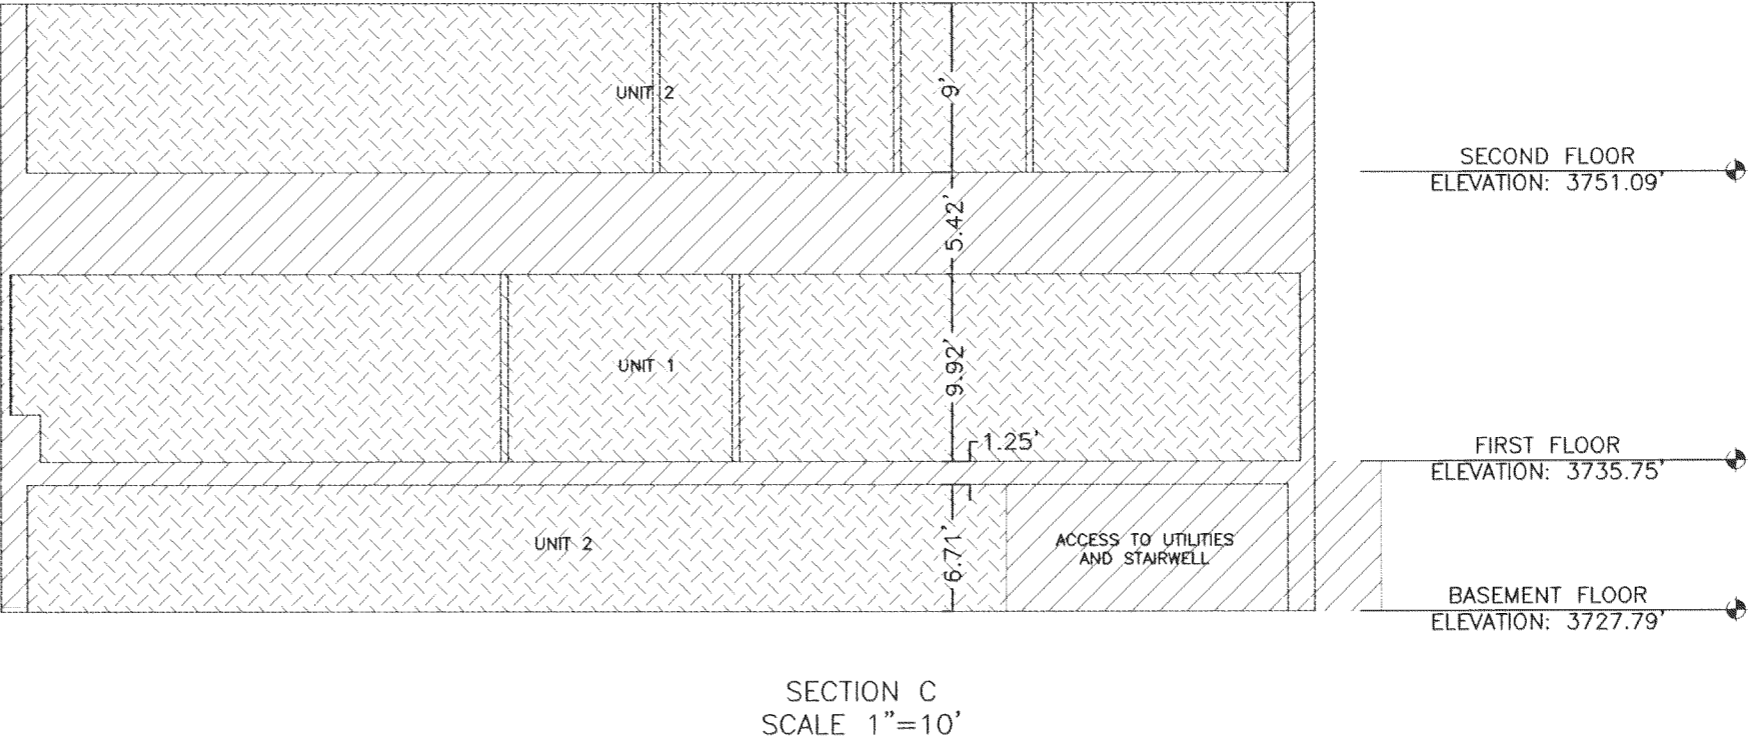 UNIT 2
9'
SECOND FLOOR
ELEVATION: 3751.09'
5.42'
UNIT 1
9.92'
1.25'
FIRST FLOOR
ELEVATION: 3735.75'
UNIT 2
6.71'
ACCESS TO UTILITIES
AND STAIRWELL
BASEMENT FLOOR
ELEVATION: 3727.79'
SECTION C
SCALE 1"=10'